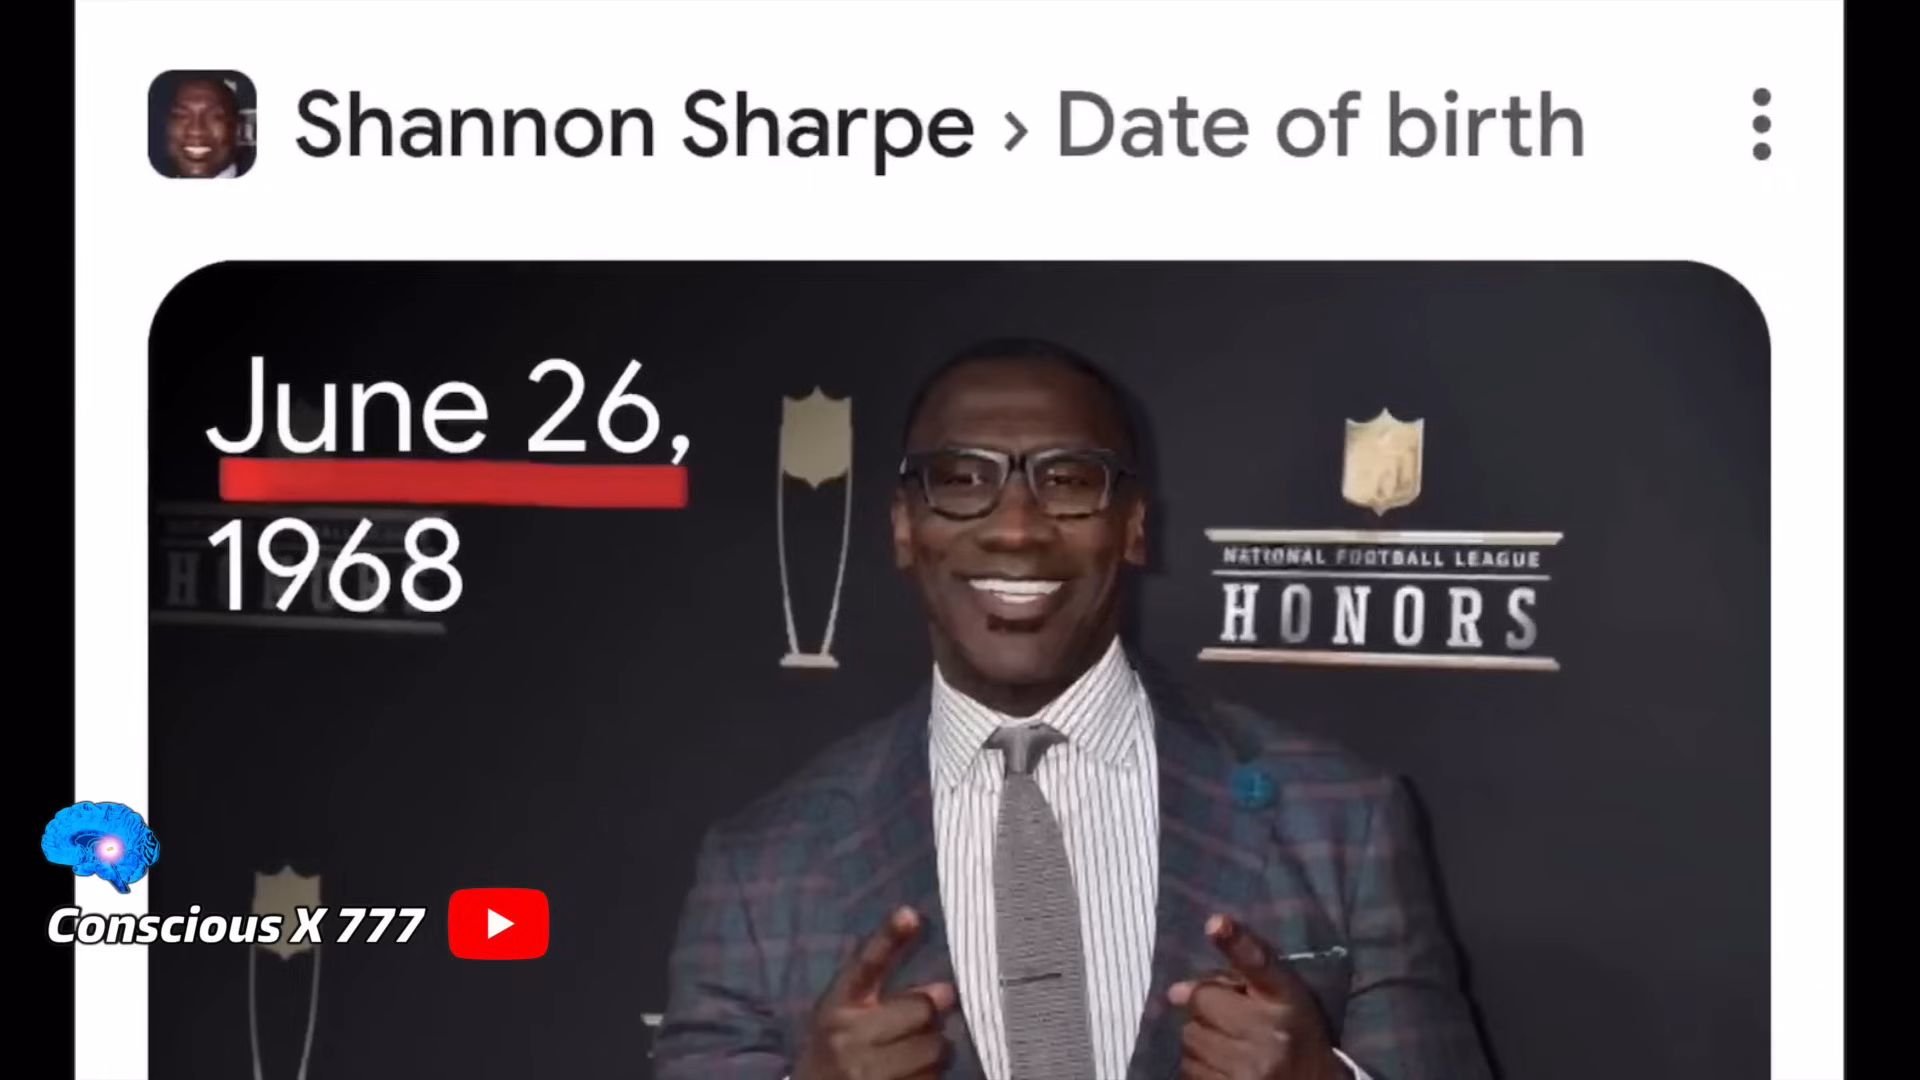 Shannon Sharpe › Date of birth
June 26,
1968
NATIONAL FOOTBALL LEAGUE
HONORS
Conscious X 777